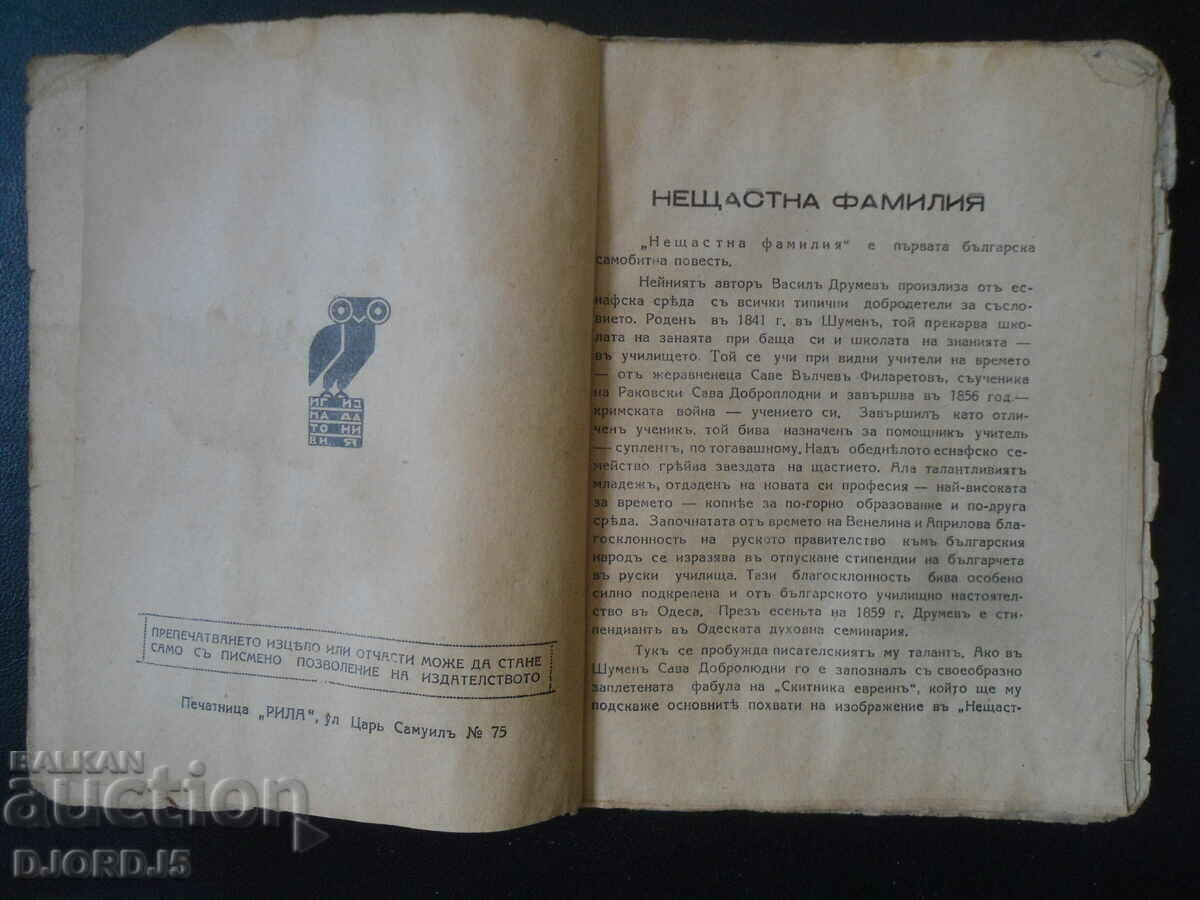 ИГ ИЗ
НА ДА
ТО НИ
ВИ.. Я
ПРЕПЕЧАТВАНЕТО ИЗЦѢЛО ИЛИ ОТЧАСТИ МОЖЕ ДА СТАНЕ
САМО СЪ ПИСМЕНО ПОЗВОЛЕНИЕ НА ИЗДАТЕЛСТВОТО
Печатница „РИЛА“, ул Царь Самуилъ № 75
НЕЩАСТНА ФАМИЛИЯ
„Нещастна фамилия“ е първата българска
самобитна повесть.
Нейниятъ авторъ Василъ Друмевъ произлиза отъ ес-
нафска срѣда съ всички типични добродетели за съсло-
вието. Роденъ въ 1841 г. въ Шуменъ, той прекарва шко-
лата на занаята при баща си и школата на знанията —
въ училището. Той се учи при видни учители на времето
— отъ жеравненеца Саве Вълчевъ Филаретовъ, съученика
на Раковски Сава Доброплодни и завършва въ 1856 год.—
кримската война — учението си. Завършилъ като отли-
ченъ ученикъ, той бива назначенъ за помощник учитель
— суплентъ, по тогавашному. Надъ обеднѣлото еснафско се-
мейство грѣйва звездата на щастието. Ала талантливиятъ
младежъ, отдаденъ на новата си професия — най-високата
за времето — копнѣе за по-горно образование и по-друга
срѣда. Започнатата отъ времето на Венелина и Априлова бла-
госклонность на руското правителство къмъ българския
народъ се изразява въ отпускане стипендии на българчета
въ руски училища. Тази благосклонность бива особено
силно подкрепена и отъ българското училищно настоятел-
ство въ Одеса. Презъ есеньта на 1859 г. Друмевъ е сти-
пендиантъ въ Одеската духовна семинария.
Тукъ се пробужда писателскиятъ му талантъ. Ако въ
Шуменъ Сава Добролюдни го е запозналъ съ своеобразно
заплетената фабула на „Скитника евреинъ“, който ще му
подскаже основнитѣ похвати на изображение въ „Нещаст-
BALKAN
auction
DJORDJ5